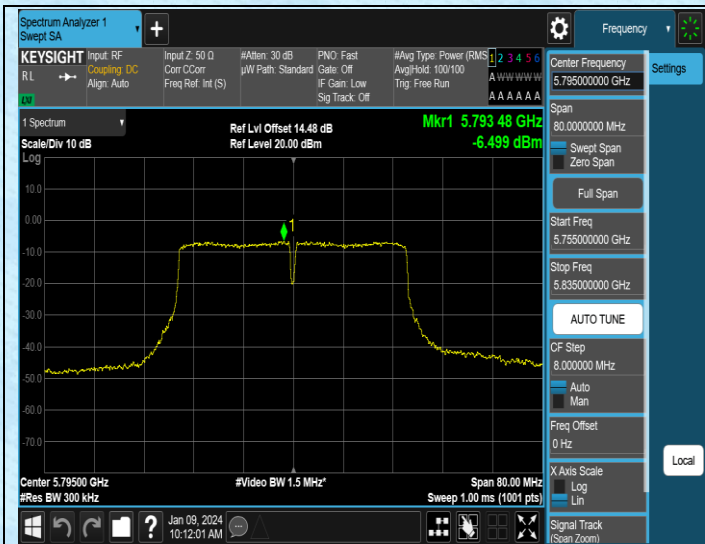 Spectrum Analyzer 1
Swept SA
Frequency
KEYSIGHT
RL
LXI
Input: RF
Coupling: DC
Align: Auto
Input Z: 50 Ω
Corr CCorr
Freq Ref: Int (S)
#Atten: 30 dB
µW Path: Standard
PNO: Fast
Gate: Off
IF Gain: Low
Sig Track: Off
#Avg Type: Power (RMS
Avg|Hold: 100/100
Trig: Free Run
1 2 3 4 5 6
A W W W W W
A A A A A A
1 Spectrum
Scale/Div 10 dB
Ref Lvl Offset 14.48 dB
Ref Level 20.00 dBm
Mkr1 5.793 48 GHz
-6.499 dBm
Log
10.0
0.00
-10.0
-20.0
-30.0
-40.0
-60.0
-70.0
1
Center 5.79500 GHz
#Res BW 300 kHz
#Video BW 1.5 MHz*
Span 80.00 MHz
Sweep 1.00 ms (1001 pts)
Jan 09, 2024
10:12:01 AM
Center Frequency
5.795000000 GHz
Span
80.0000000 MHz
Swept Span
Zero Span
Full Span
Start Freq
5.755000000 GHz
Stop Freq
5.835000000 GHz
AUTO TUNE
CF Step
8.000000 MHz
Auto
Man
Freq Offset
0 Hz
X Axis Scale
Log
Lin
Signal Track
(Span Zoom)
Settings
Local